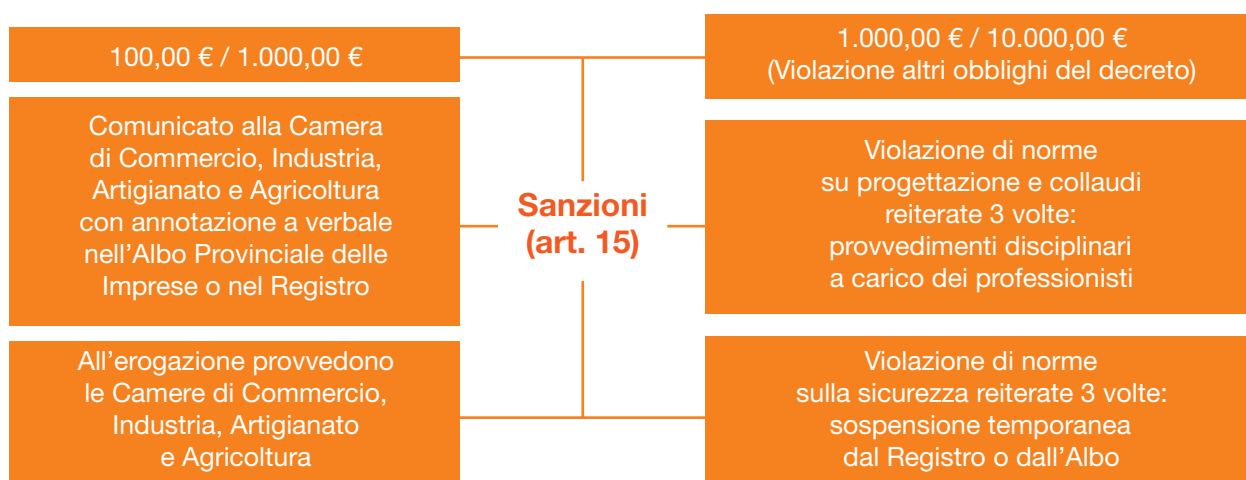 100,00 € / 1.000,00 €
Comunicato alla Camera
di Commercio, Industria,
Artigianato e Agricoltura
con annotazione a verbale
nell’Albo Provinciale delle
Imprese o nel Registro
All’erogazione provvedono
le Camere di Commercio,
Industria, Artigianato
e Agricoltura
Sanzioni
(art. 15)
1.000,00 € / 10.000,00 €
(Violazione altri obblighi del decreto)
Violazione di norme
su progettazione e collaudi
reiterate 3 volte:
provvedimenti disciplinari
a carico dei professionisti
Violazione di norme
sulla sicurezza reiterate 3 volte:
sospensione temporanea
dal Registro o dall’Albo